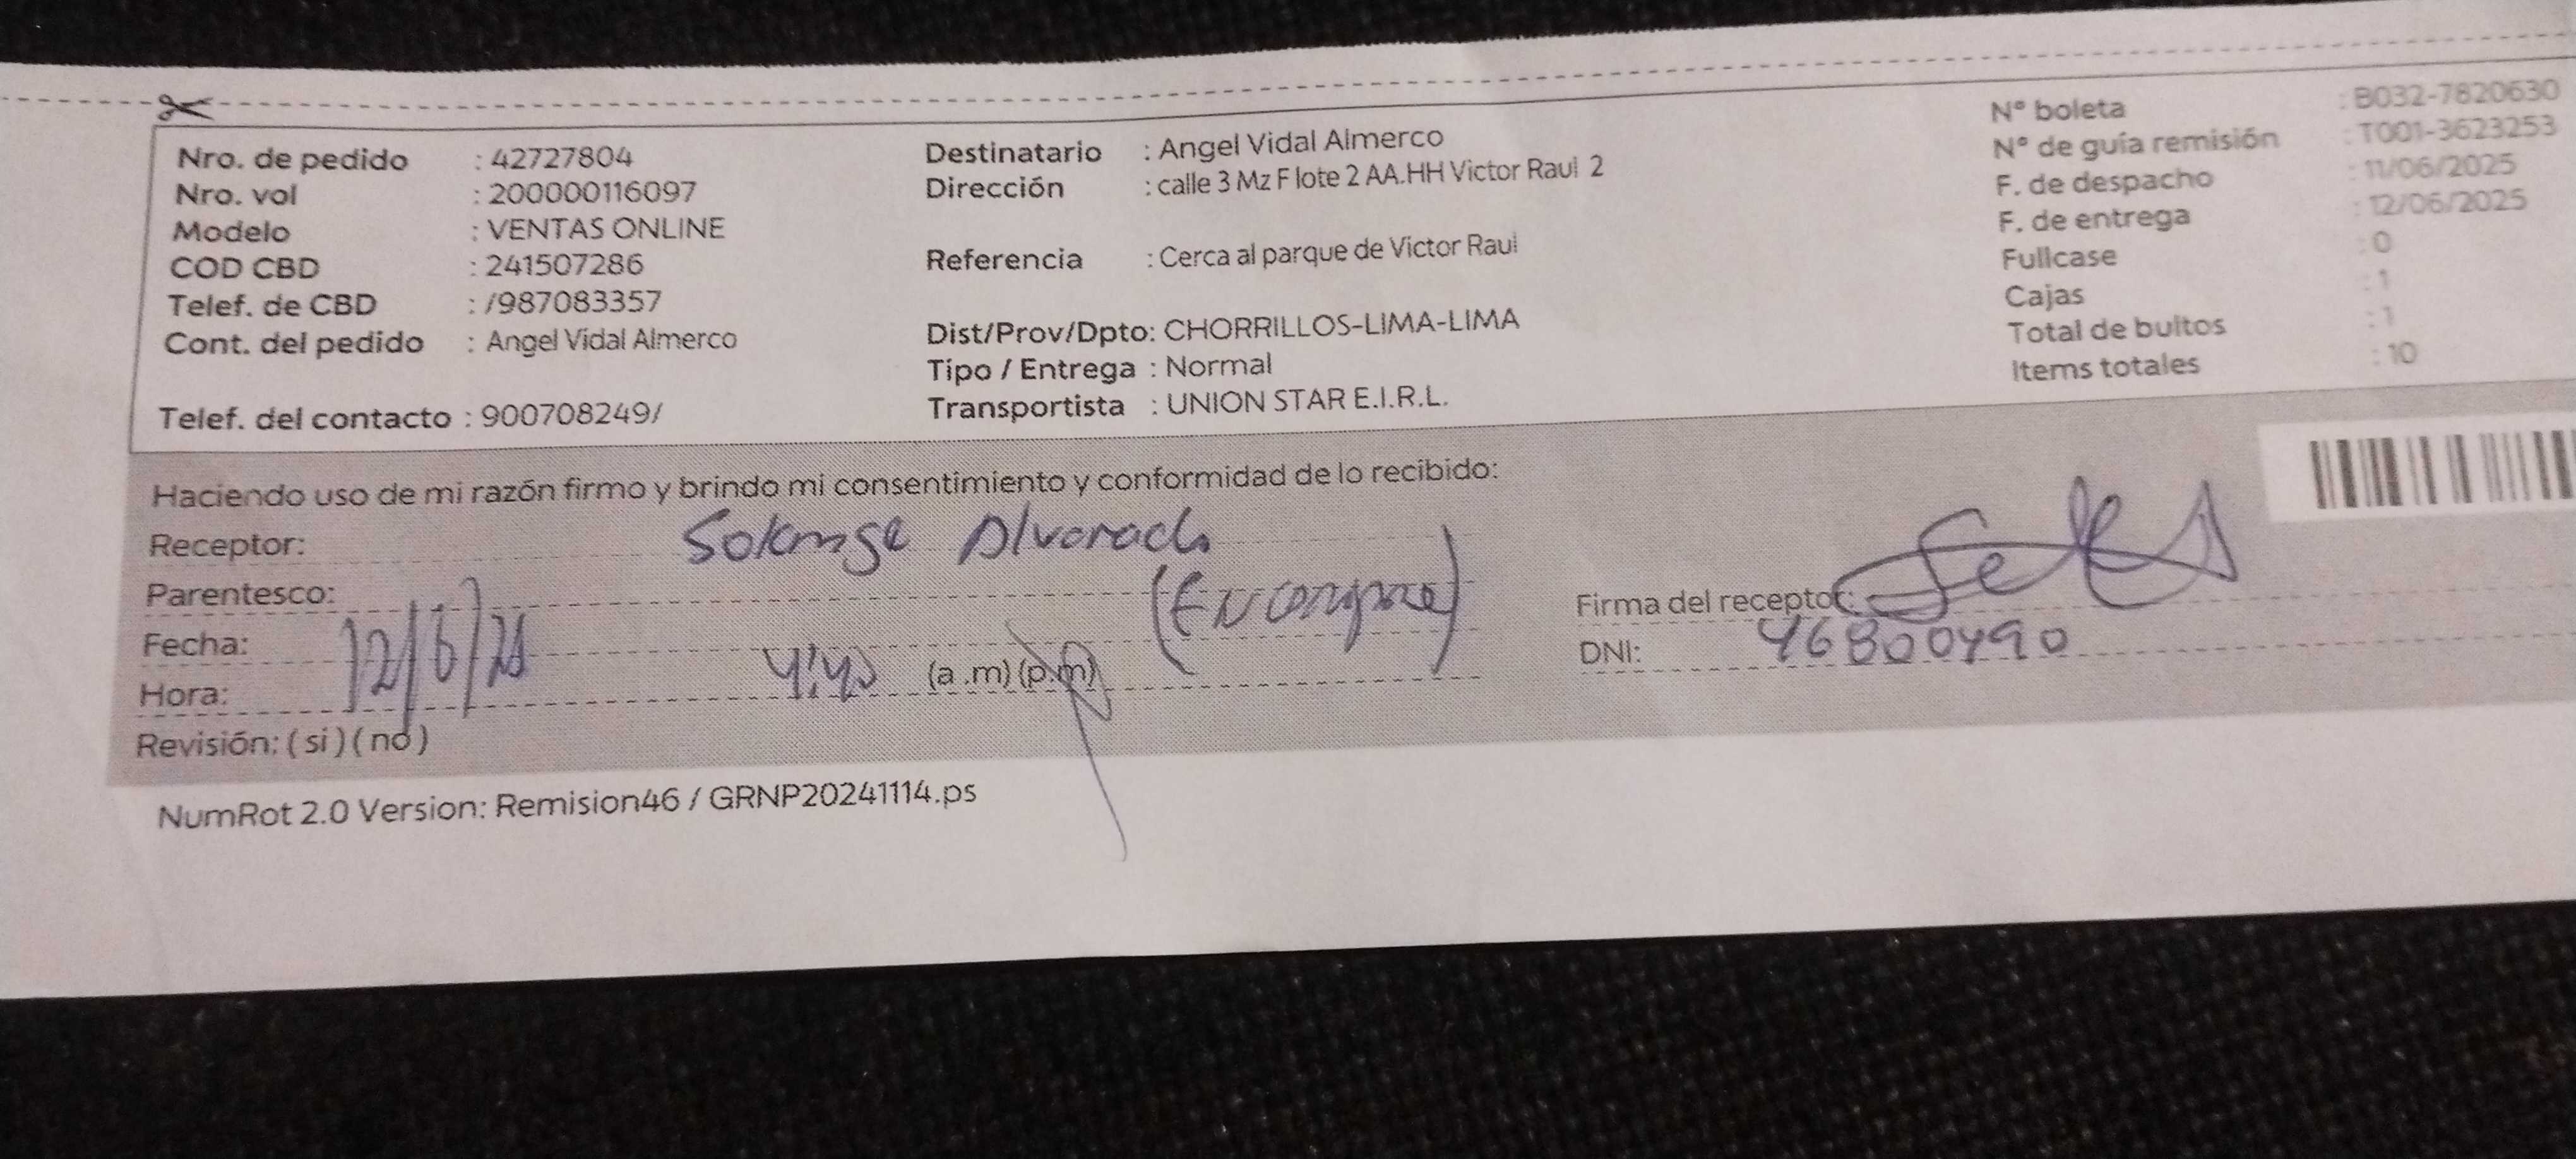 Nro. de pedido : 42727804
Nro. vol : 200000116097
Modelo : VENTAS ONLINE
COD CBD : 241507286
Telef. de CBD : /987083357
Cont. del pedido : Angel Vidal Almerco
Telef. del contacto : 900708249/
Destinatario : Angel Vidal Almerco
Dirección : calle 3 Mz F lote 2 AA.HH Victor Raul 2
Referencia : Cerca al parque de Victor Raul
Dist/Prov/Dpto: CHORRILLOS-LIMA-LIMA
Tipo / Entrega : Normal
Transportista : UNION STAR E.I.R.L.
N° boleta : B032-7820630
N° de guía remisión : T001-3623253
F. de despacho : 11/06/2025
F. de entrega : 12/06/2025
Fullcase : 0
Cajas : 1
Total de bultos : 1
Items totales : 10
Haciendo uso de mi razón firmo y brindo mi consentimiento y conformidad de lo recibido:
Receptor: Solange Alvarado
Parentesco:
Fecha: 12/6/25
Hora: 4:40 (a .m) (p.m)
Revisión: ( si ) ( no )
Firma del receptor:
DNI: 46800490
NumRot 2.0 Version: Remision46 / GRNP20241114.ps